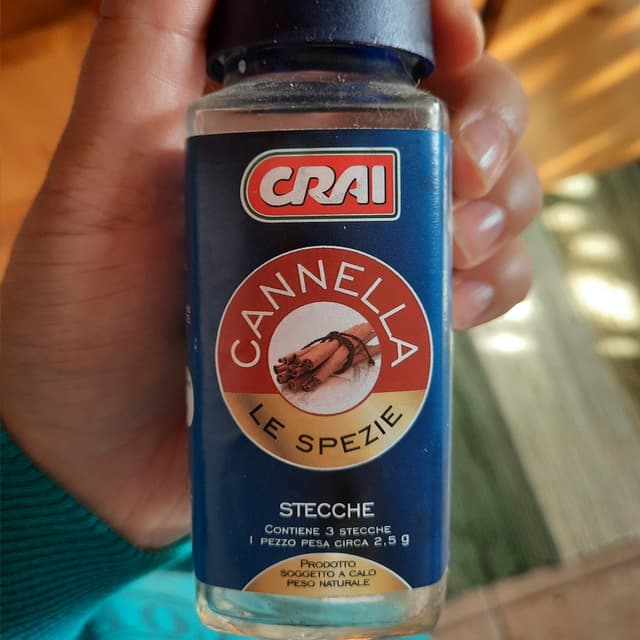 CRAI
CANNELLA
LE SPEZIE
STECCHE
CONTIENE 3 STECCHE
1 PEZZO PESA CIRCA 2,5 g
PRODOTTO
SOGGETTO A CALO
PESO NATURALE